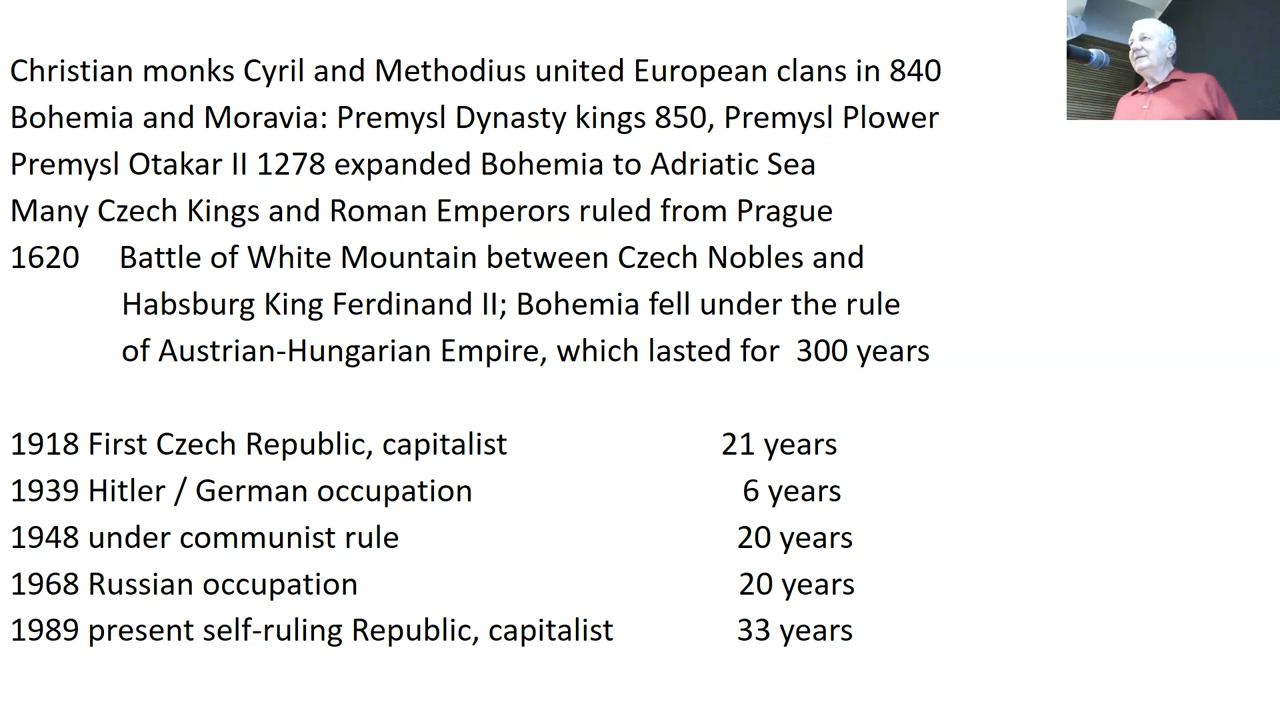 Christian monks Cyril and Methodius united European clans in 840
Bohemia and Moravia: Premysl Dynasty kings 850, Premysl Plower
Premysl Otakar II 1278 expanded Bohemia to Adriatic Sea
Many Czech Kings and Roman Emperors ruled from Prague
1620 Battle of White Mountain between Czech Nobles and
Habsburg King Ferdinand II; Bohemia fell under the rule
of Austrian-Hungarian Empire, which lasted for 300 years
1918 First Czech Republic, capitalist 21 years
1939 Hitler / German occupation 6 years
1948 under communist rule 20 years
1968 Russian occupation 20 years
1989 present self-ruling Republic, capitalist 33 years